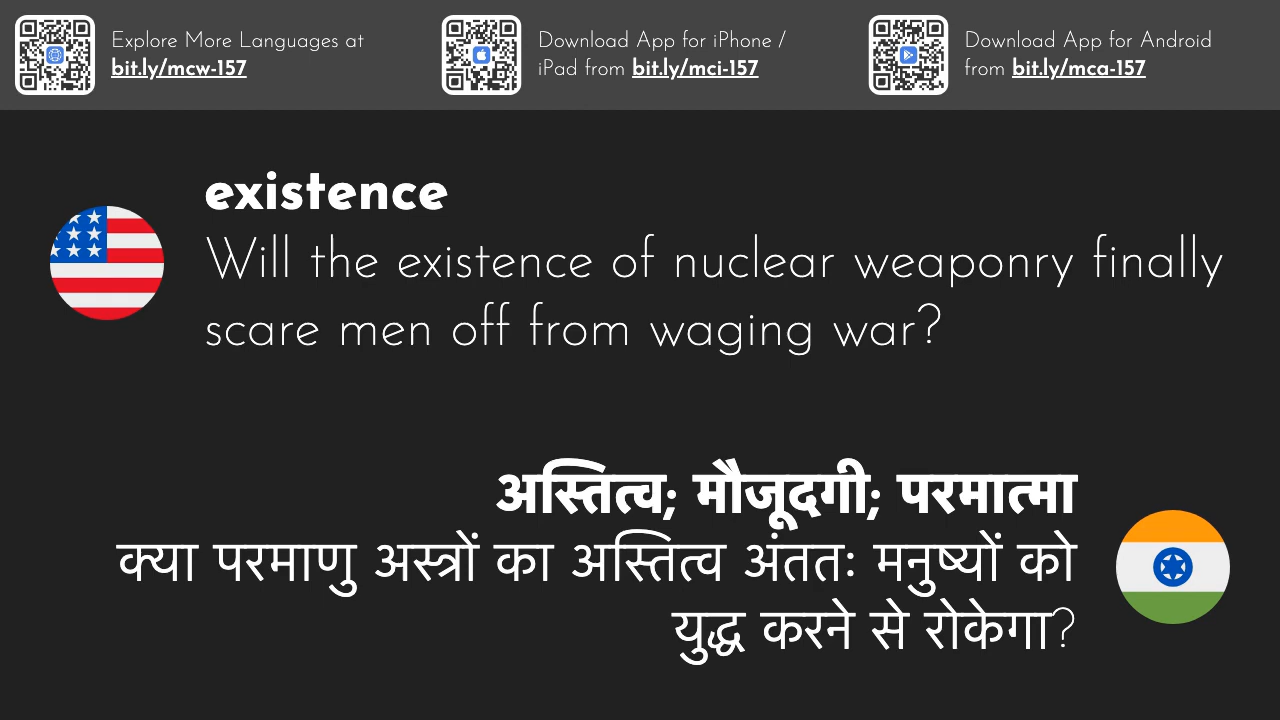 Explore More Languages at
bit.ly/mcw-157
Download App for iPhone /
iPad from bit.ly/mci-157
Download App for Android
from bit.ly/mca-157
existence
Will the existence of nuclear weaponry finally
scare men off from waging war?
अस्तित्व; मौजूदगी; परमात्मा
क्या परमाणु अस्त्रों का अस्तित्व अंततः मनुष्यों को
युद्ध करने से रोकेगा?